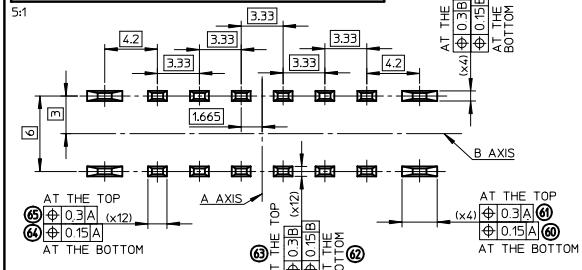 5:1
3.33
4.2
3.33
3.33
3.33
3.33
4.2
AT THE
0.3 B
0.15 B
AT THE
BOTTOM
(x4)
6
3
1.665
B AXIS
A AXIS
AT THE TOP
65 0.3 A (x12)
64 0.15 A
AT THE BOTTOM
(x12)
63 AT THE TOP
0.3 B
0.15 B
AT THE
BOTTOM 62
AT THE TOP
(x4) 0.3 A 61
0.15 A 60
AT THE BOTTOM